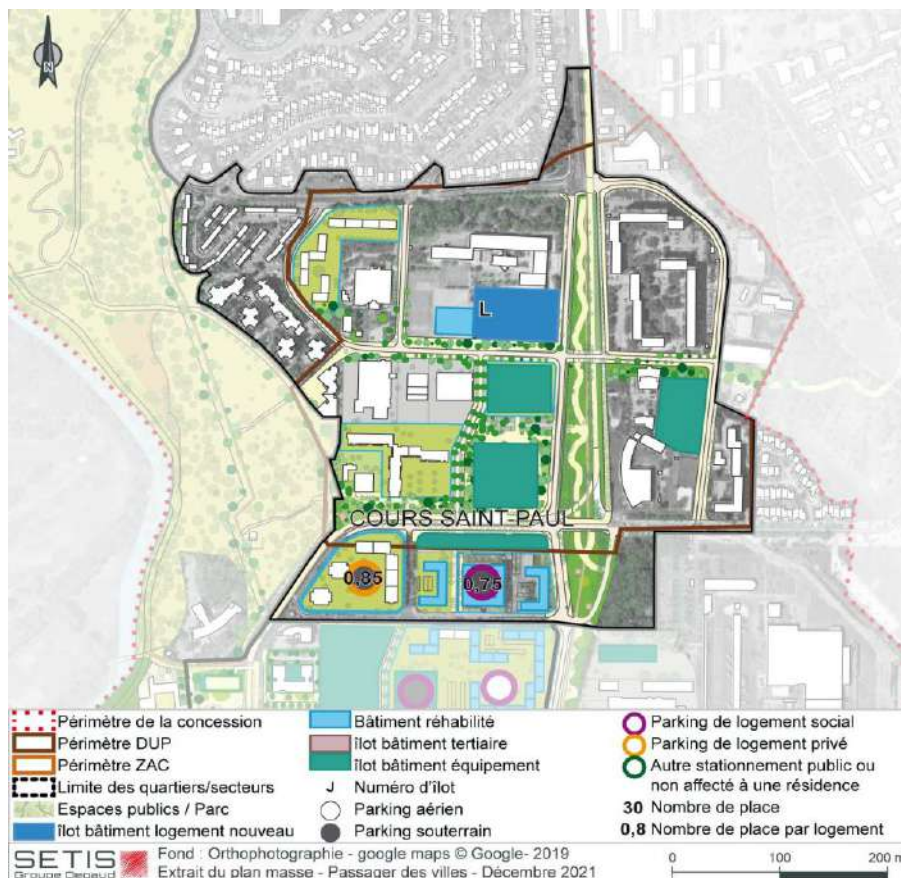 N
L
COURS SAINT-PAUL
0,85
0,75
Périmètre de la concession
Périmètre DUP
Périmètre ZAC
Limite des quartiers/secteurs
Espaces publics / Parc
îlot bâtiment logement nouveau
Bâtiment réhabilité
îlot bâtiment tertiaire
îlot bâtiment équipement
J Numéro d'îlot
Parking aérien
Parking souterrain
Parking de logement social
Parking de logement privé
Autre stationnement public ou
non affecté à une résidence
30 Nombre de place
0,8 Nombre de place par logement
SETIS
Groupe Degaud
Fond : Orthophotographie - google maps © Google- 2019
Extrait du plan masse - Passager des villes - Décembre 2021
0 100 200 m